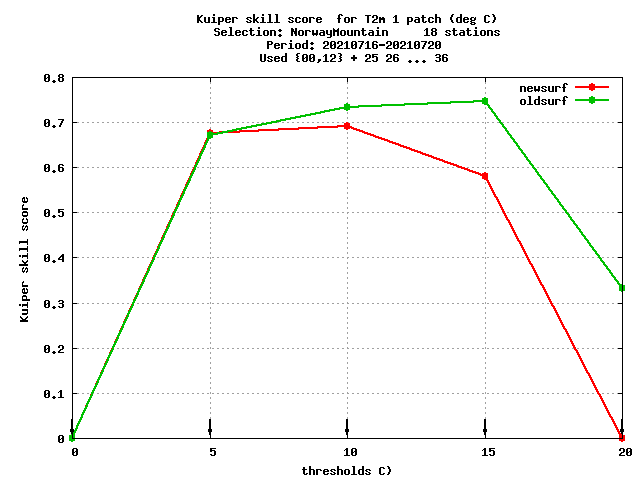 Kuiper skill score for T2m 1 patch (deg C)
Selection: NorwayMountain 18 stations
Period: 20210716-20210720
Used {00,12} + 25 26 ... 36
newsurf
oldsurf
0.8
0.7
0.6
0.5
0.4
0.3
0.2
0.1
0
Kuiper skill score
0 5 10 15 20
thresholds C)